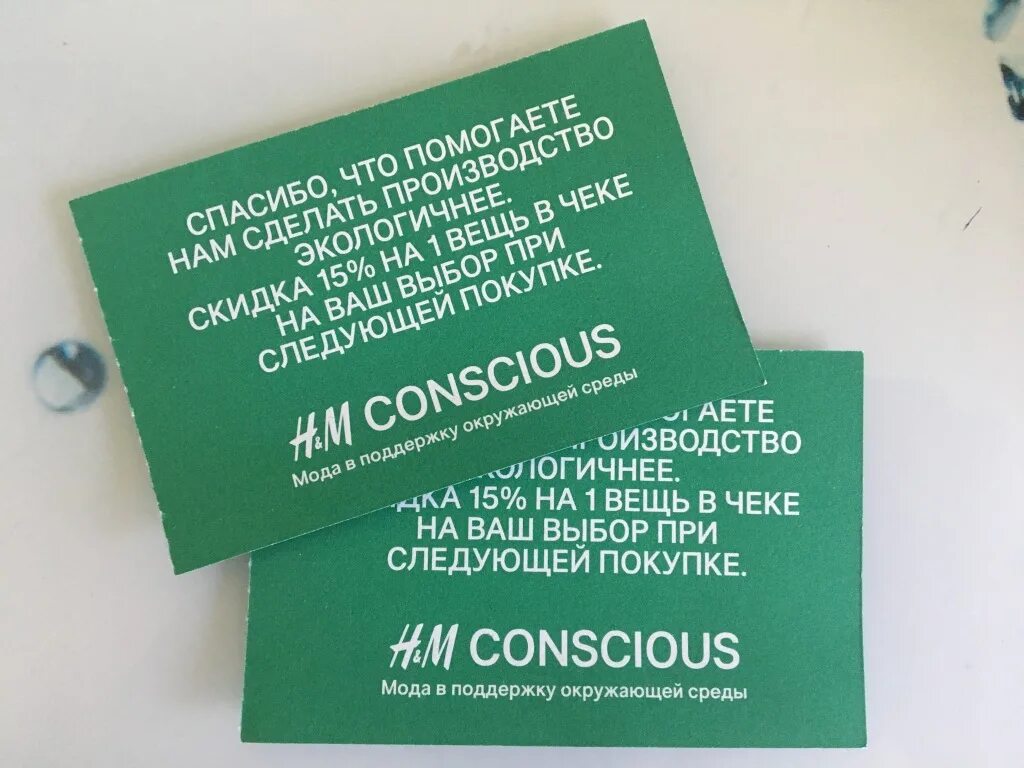 СПАСИБО, ЧТО ПОМОГАЕТЕ
НАМ СДЕЛАТЬ ПРОИЗВОДСТВО
ЭКОЛОГИЧНЕЕ.
СКИДКА 15% НА 1 ВЕЩЬ В ЧЕКЕ
НА ВАШ ВЫБОР ПРИ
СЛЕДУЮЩЕЙ ПОКУПКЕ.
H&M CONSCIOUS
Мода в поддержку окружающей среды
ОГАЕТЕ
РОИЗВОДСТВО
КОЛОГИЧНЕЕ.
ДКА 15% НА 1 ВЕЩЬ В ЧЕКЕ
НА ВАШ ВЫБОР ПРИ
СЛЕДУЮЩЕЙ ПОКУПКЕ.
H&M CONSCIOUS
Мода в поддержку окружающей среды